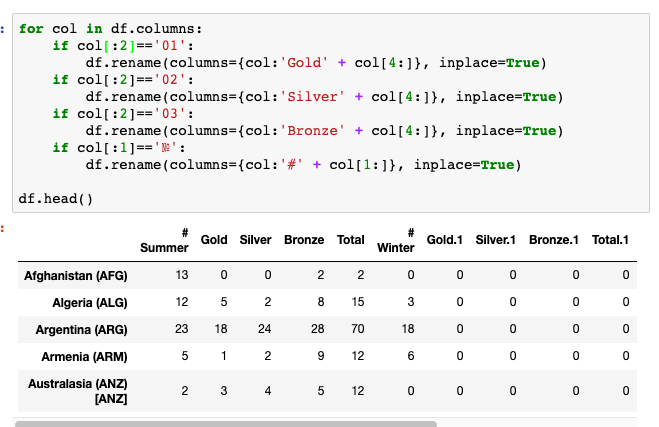 for col in df.columns:
    if col[:2]=='01':
        df.rename(columns={col:'Gold' + col[4:]}, inplace=True)
    if col[:2]=='02':
        df.rename(columns={col:'Silver' + col[4:]}, inplace=True)
    if col[:2]=='03':
        df.rename(columns={col:'Bronze' + col[4:]}, inplace=True)
    if col[:1]=='№':
        df.rename(columns={col:'#' + col[1:]}, inplace=True)
df.head()
# Summer Gold Silver Bronze Total # Winter Gold.1 Silver.1 Bronze.1 Total.1
Afghanistan (AFG) 13 0 0 2 2 0 0 0 0 0
Algeria (ALG) 12 5 2 8 15 3 0 0 0 0
Argentina (ARG) 23 18 24 28 70 18 0 0 0 0
Armenia (ARM) 5 1 2 9 12 6 0 0 0 0
Australasia (ANZ) [ANZ] 2 3 4 5 12 0 0 0 0 0